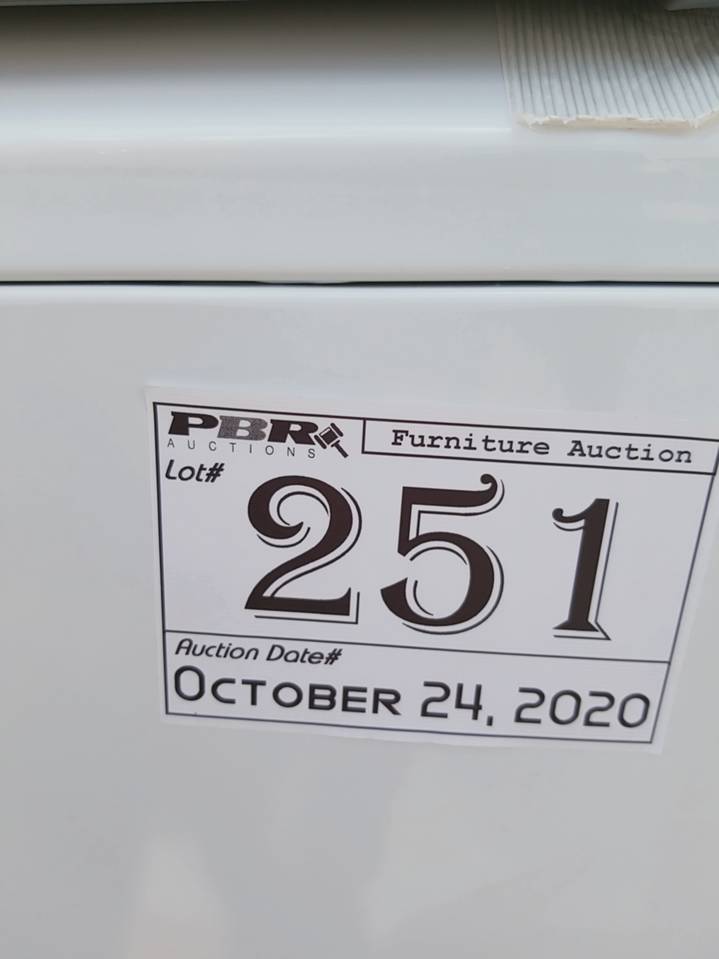 PBR
AUCTIONS
Furniture Auction
Lot#
251
Auction Date#
OCTOBER 24, 2020